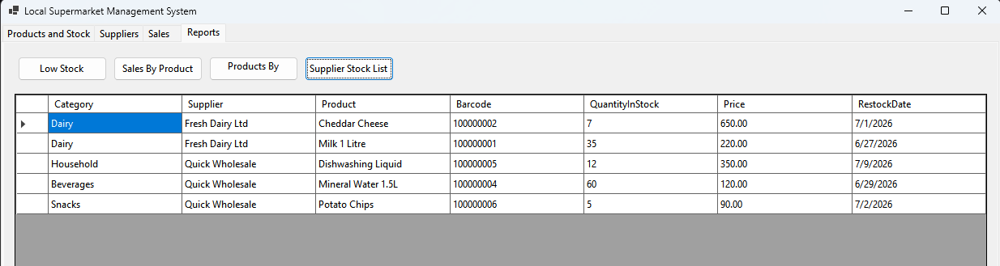 Local Supermarket Management System
Products and Stock Suppliers Sales Reports
Low Stock Sales By Product Products By Supplier Stock List
Category Supplier Product Barcode QuantityInStock Price RestockDate
Dairy Fresh Dairy Ltd Cheddar Cheese 100000002 7 650.00 7/1/2026
Dairy Fresh Dairy Ltd Milk 1 Litre 100000001 35 220.00 6/27/2026
Household Quick Wholesale Dishwashing Liquid 100000005 12 350.00 7/9/2026
Beverages Quick Wholesale Mineral Water 1.5L 100000004 60 120.00 6/29/2026
Snacks Quick Wholesale Potato Chips 100000006 5 90.00 7/2/2026